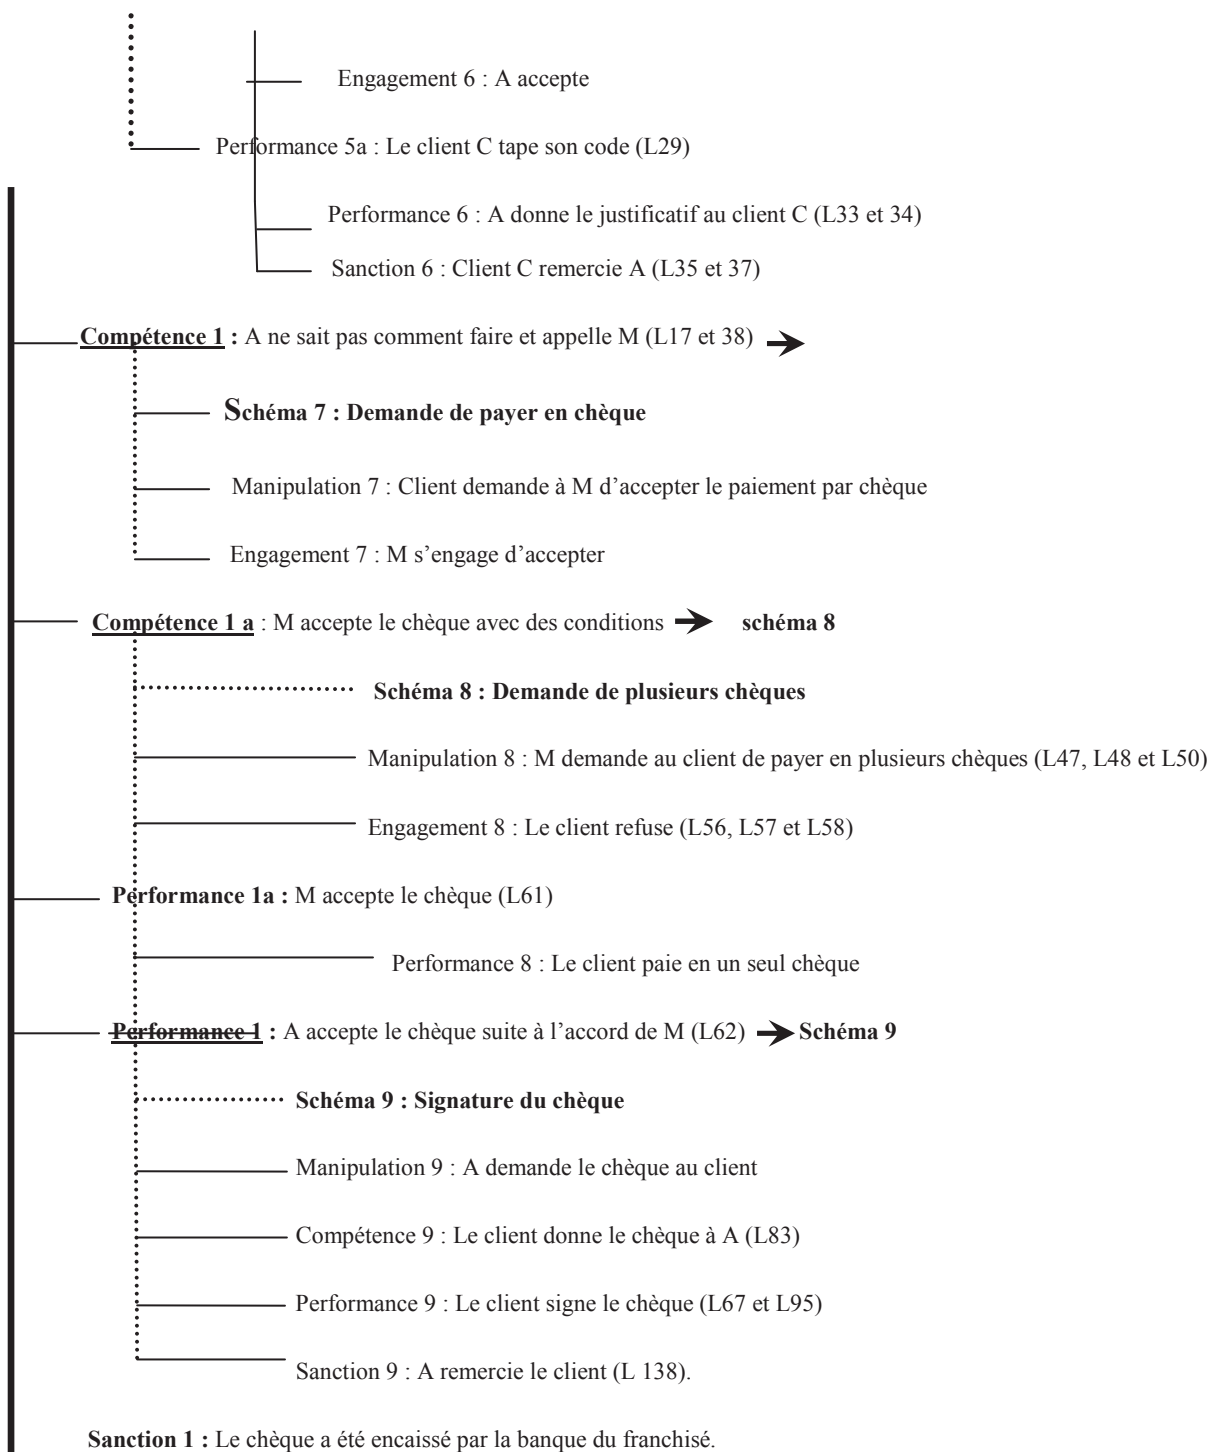 Engagement 6 : A accepte
Performance 5a : Le client C tape son code (L29)
Performance 6 : A donne le justificatif au client C (L33 et 34)
Sanction 6 : Client C remercie A (L35 et 37)
Compétence 1 : A ne sait pas comment faire et appelle M (L17 et 38)
Schéma 7 : Demande de payer en chèque
Manipulation 7 : Client demande à M d’accepter le paiement par chèque
Engagement 7 : M s’engage d’accepter
Compétence 1 a : M accepte le chèque avec des conditions schéma 8
Schéma 8 : Demande de plusieurs chèques
Manipulation 8 : M demande au client de payer en plusieurs chèques (L47, L48 et L50)
Engagement 8 : Le client refuse (L56, L57 et L58)
Performance 1a : M accepte le chèque (L61)
Performance 8 : Le client paie en un seul chèque
Performance 1 : A accepte le chèque suite à l’accord de M (L62) Schéma 9
Schéma 9 : Signature du chèque
Manipulation 9 : A demande le chèque au client
Compétence 9 : Le client donne le chèque à A (L83)
Performance 9 : Le client signe le chèque (L67 et L95)
Sanction 9 : A remercie le client (L 138).
Sanction 1 : Le chèque a été encaissé par la banque du franchisé.